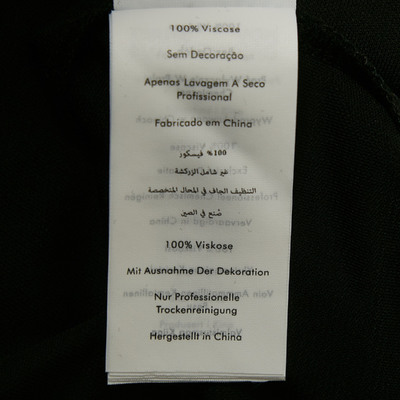 100% Viscose
Sem Decoração
Apenas Lavagem A Seco
Profissional
Fabricado em China
100% فيسكوز
غير شامل الزركشة
التنظيف الجاف في المحال المتخصصة
صُنع في الصين
100% Viskose
Mit Ausnahme Der Dekoration
Nur Professionelle
Trockenreinigung
Hergestellt in China